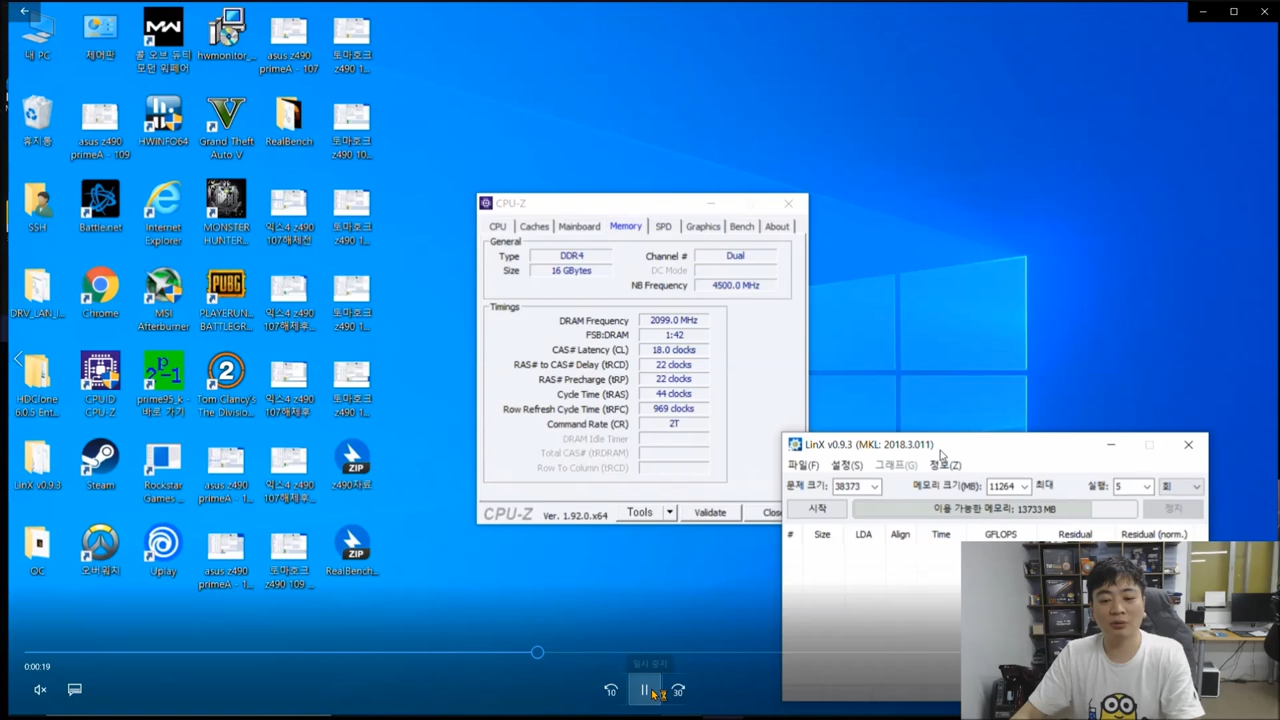 내 PC
제어판
콜 오브 듀티
모던 워페어
hwmonitor_...
asus z490
primeA - 107
토마호크
z490 1...
휴지통
asus z490
primeA - 109
HWiNFO64
Grand Theft
Auto V
RealBench
토마호크
z490 10...
SSH
Battle.net
Internet
Explorer
MONSTER
HUNTER...
익스4 z490
107해제전
토마호크
z490 1...
DRV_LAN_I...
Chrome
MSI
Afterburner
PUBG
PLAYERUN...
BATTLEGR...
익스4 z490
107해제후...
토마호크
z490 1...
HDClone
6.0.5 Ent...
CPUID
CPU-Z
prime95_k -
바로 가기
Tom Clancy's
The Divisio...
익스4 z490
107해제후
토마호크
z490 1...
LinX v0.9.3
Steam
Rockstar
Games ...
asus z490
primeA - 1...
익스4 z490
107해제후...
ZIP
z490자료
OC
오버워치
Uplay
asus z490
primeA - 1...
토마호크
z490 109 ...
ZIP
RealBench...
CPU-Z
CPU
Caches
Mainboard
Memory
SPD
Graphics
Bench
About
General
Type DDR4 Channel # Dual
Size 16 GBytes DC Mode
NB Frequency 4500.0 MHz
Timings
DRAM Frequency 2099.0 MHz
FSB:DRAM 1:42
CAS# Latency (CL) 18.0 clocks
RAS# to CAS# Delay (tRCD) 22 clocks
RAS# Precharge (tRP) 22 clocks
Cycle Time (tRAS) 44 clocks
Row Refresh Cycle Time (tRFC) 969 clocks
Command Rate (CR) 2T
DRAM Idle Timer
Total CAS# (tRDRAM)
Row To Column (tRCD)
CPU-Z Ver. 1.92.0.x64 Tools Validate Close
LinX v0.9.3 (MKL: 2018.3.011)
파일(F) 설정(S) 그래프(G) 정보(Z)
문제 크기: 38373 메모리 크기(MB): 11264 최대 실행: 5 회
시작 이용 가능한 메모리: 13733 MB 정지
# Size LDA Align Time GFLOPS Residual Residual (norm.)
0:00:19
일시 중지
10
30